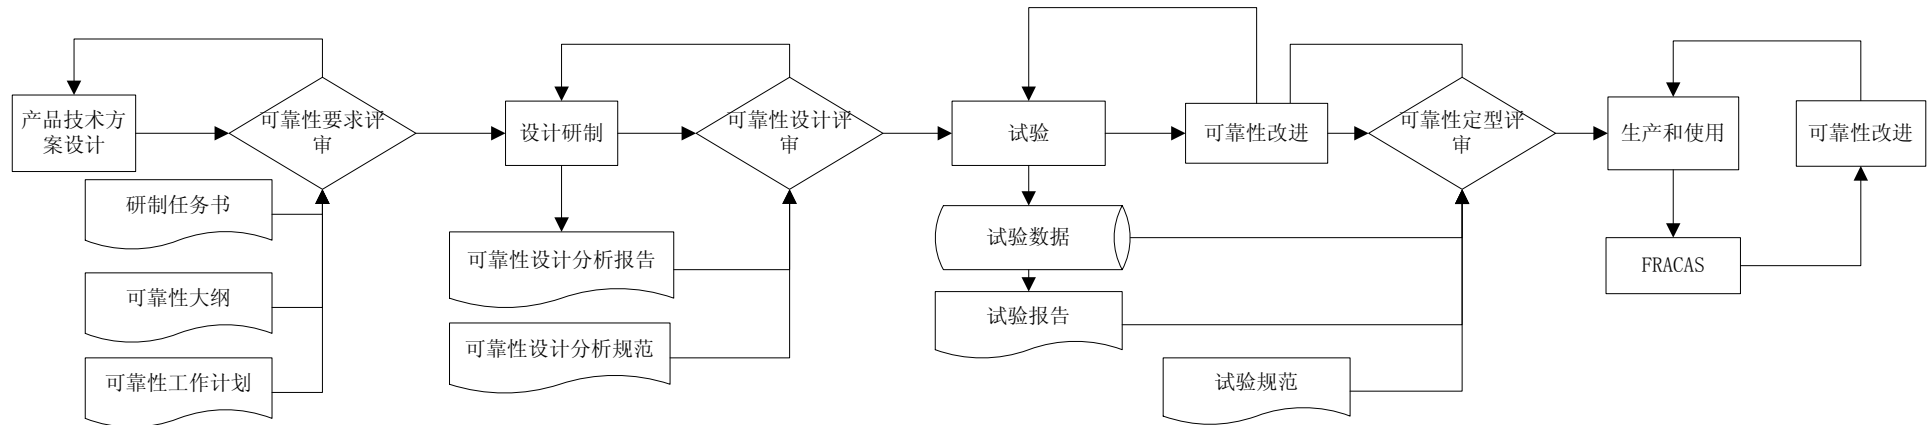 产品技术方
案设计
可靠性要求评
审
研制任务书
可靠性大纲
可靠性工作计划
设计研制
可靠性设计评
审
可靠性设计分析报告
可靠性设计分析规范
试验
可靠性改进
可靠性定型评
审
试验数据
试验报告
试验规范
生产和使用
可靠性改进
FRACAS